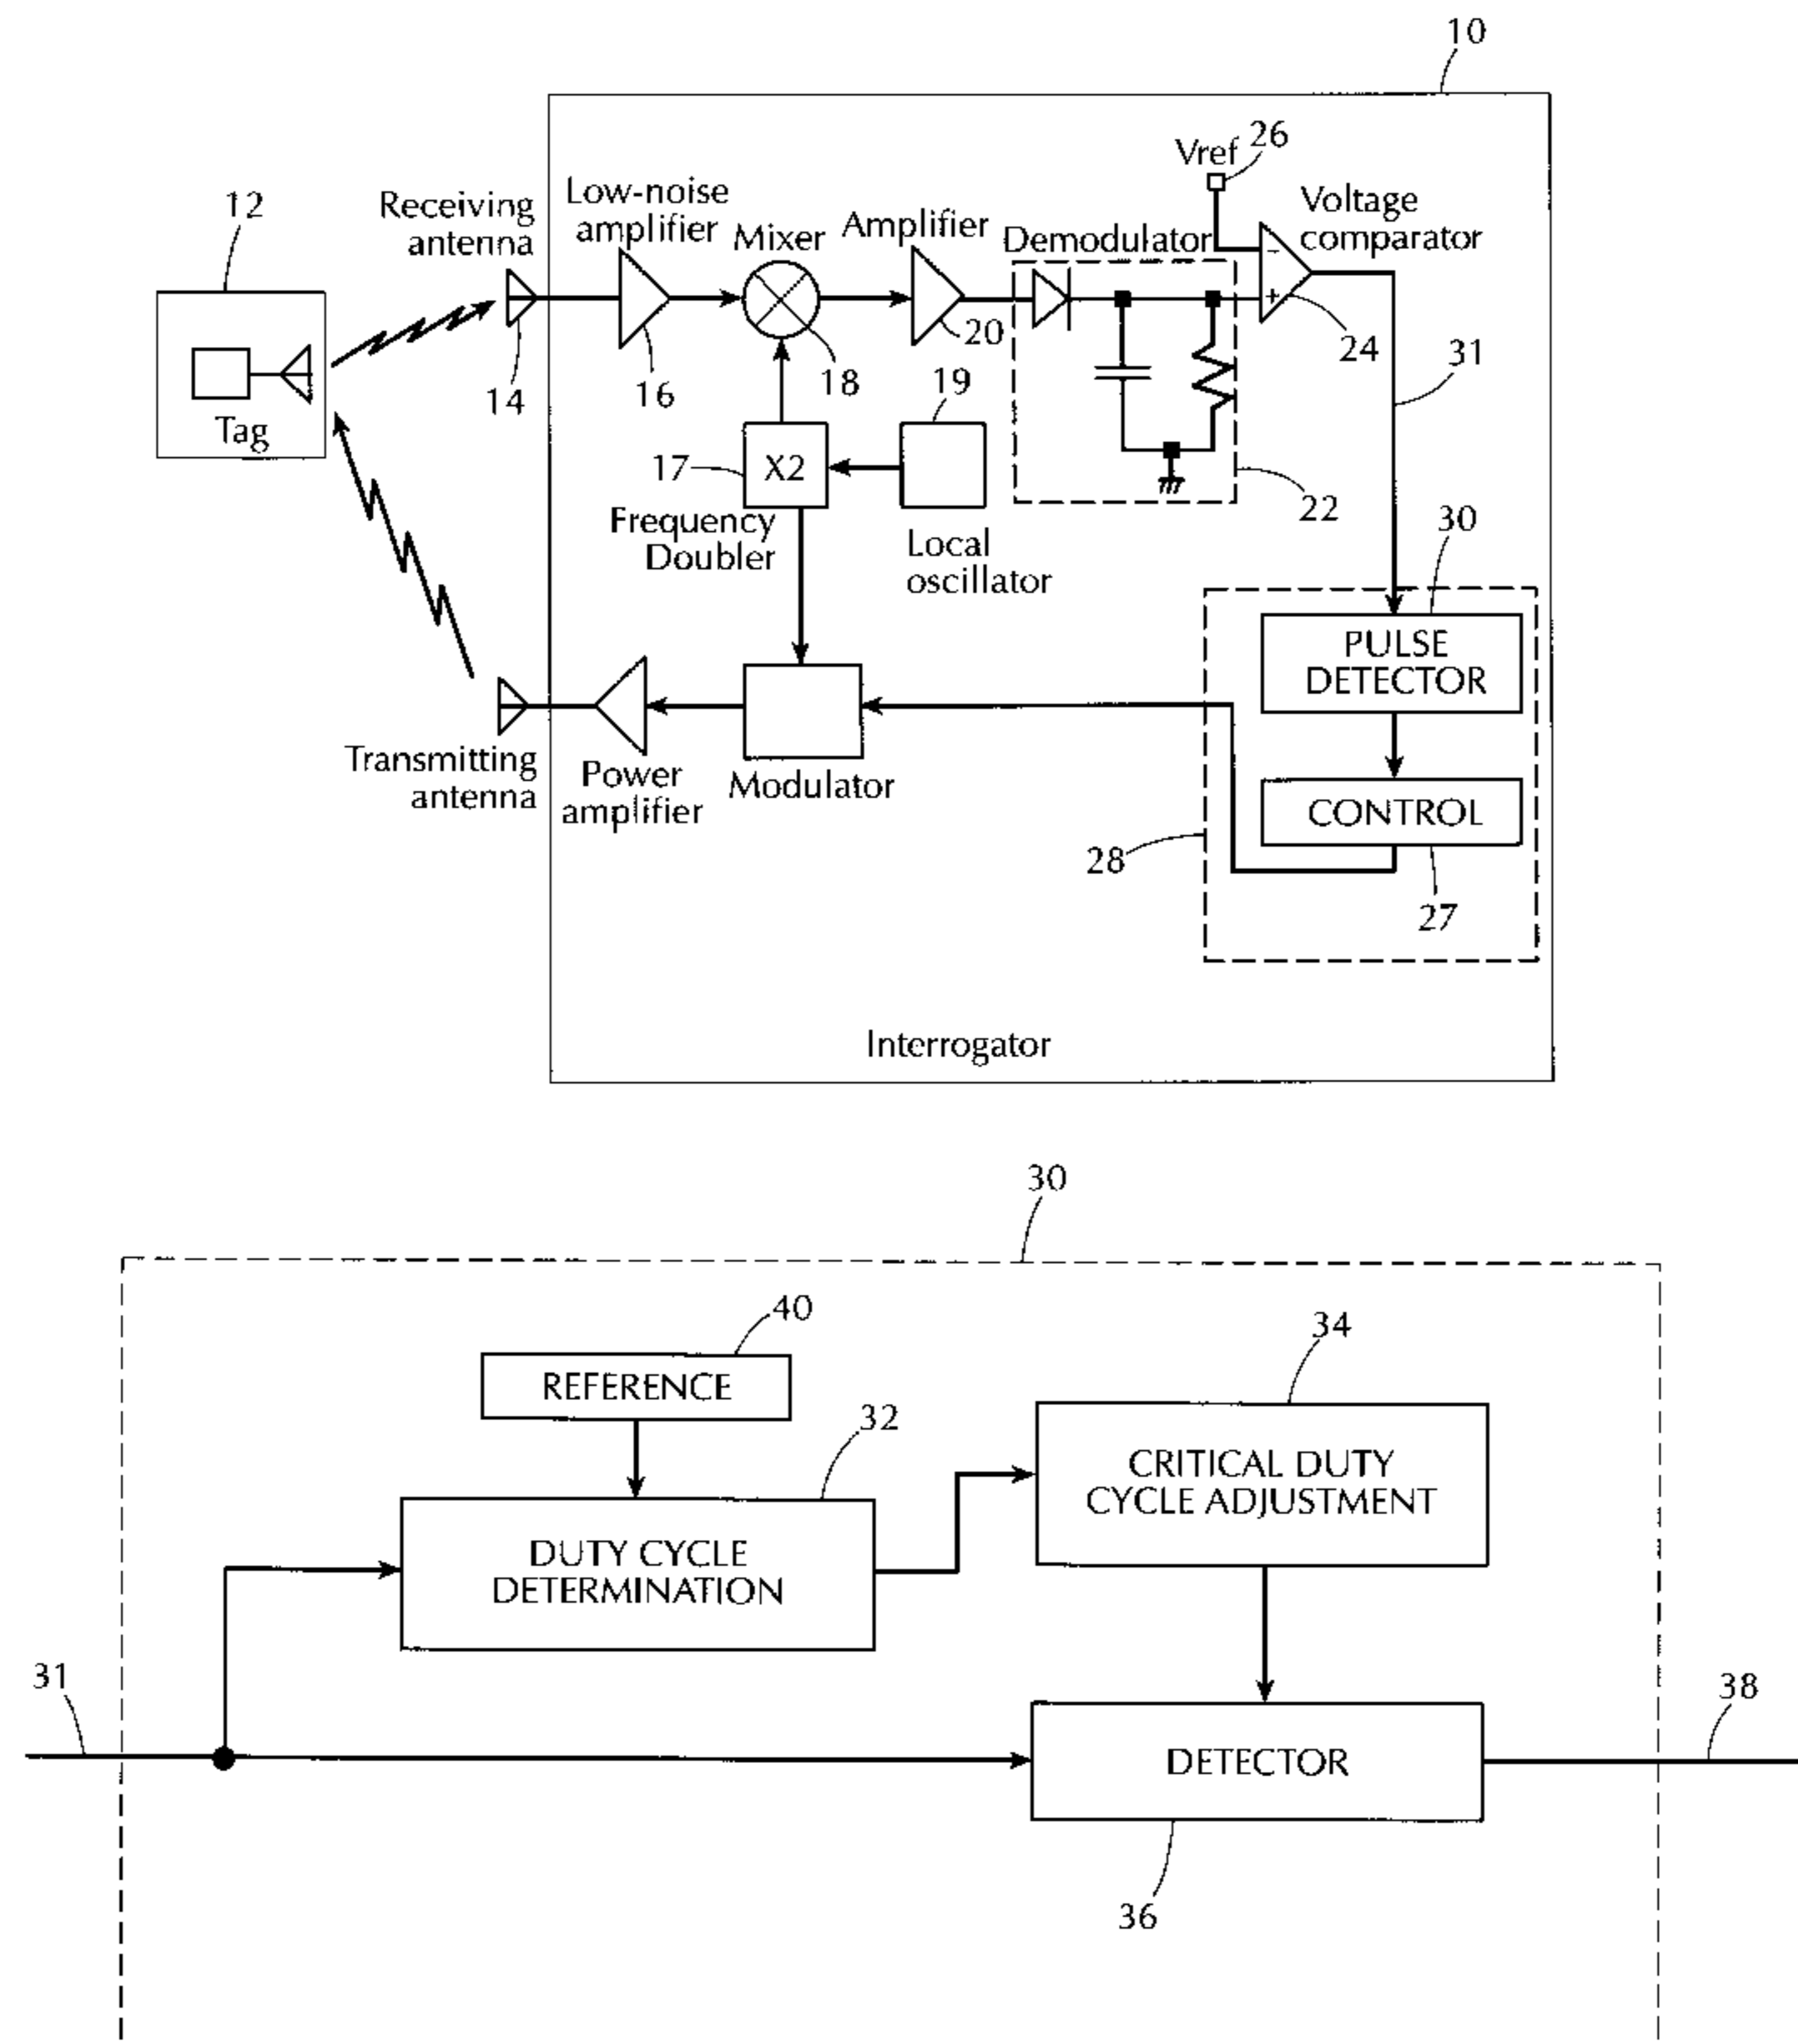 10
26
Vref
12
Receiving
antenna
Low-noise
amplifier
Mixer
Amplifier
Demodulator
Voltage
comparator
-
+
14
16
18
20
24
31
19
Tag
17
X2
22
Frequency
Doubler
Local
oscillator
30
PULSE
DETECTOR
Transmitting
antenna
Power
amplifier
Modulator
CONTROL
28
27
Interrogator
30
40
34
REFERENCE
32
CRITICAL DUTY
CYCLE ADJUSTMENT
DUTY CYCLE
DETERMINATION
31
38
DETECTOR
36